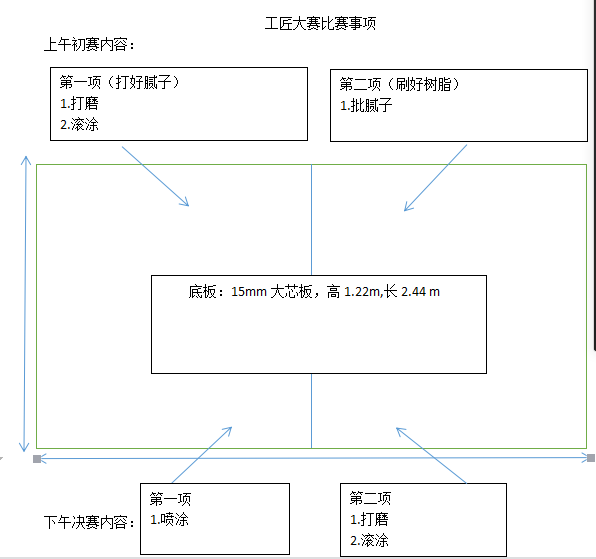 工匠大赛比赛事项
上午初赛内容：
第一项（打好腻子）
1.打磨
2.滚涂
第二项（刷好树脂）
1.批腻子
底板：15mm 大芯板，高 1.22m,长 2.44 m
下午决赛内容：
第一项
1.喷涂
第二项
1.打磨
2.滚涂